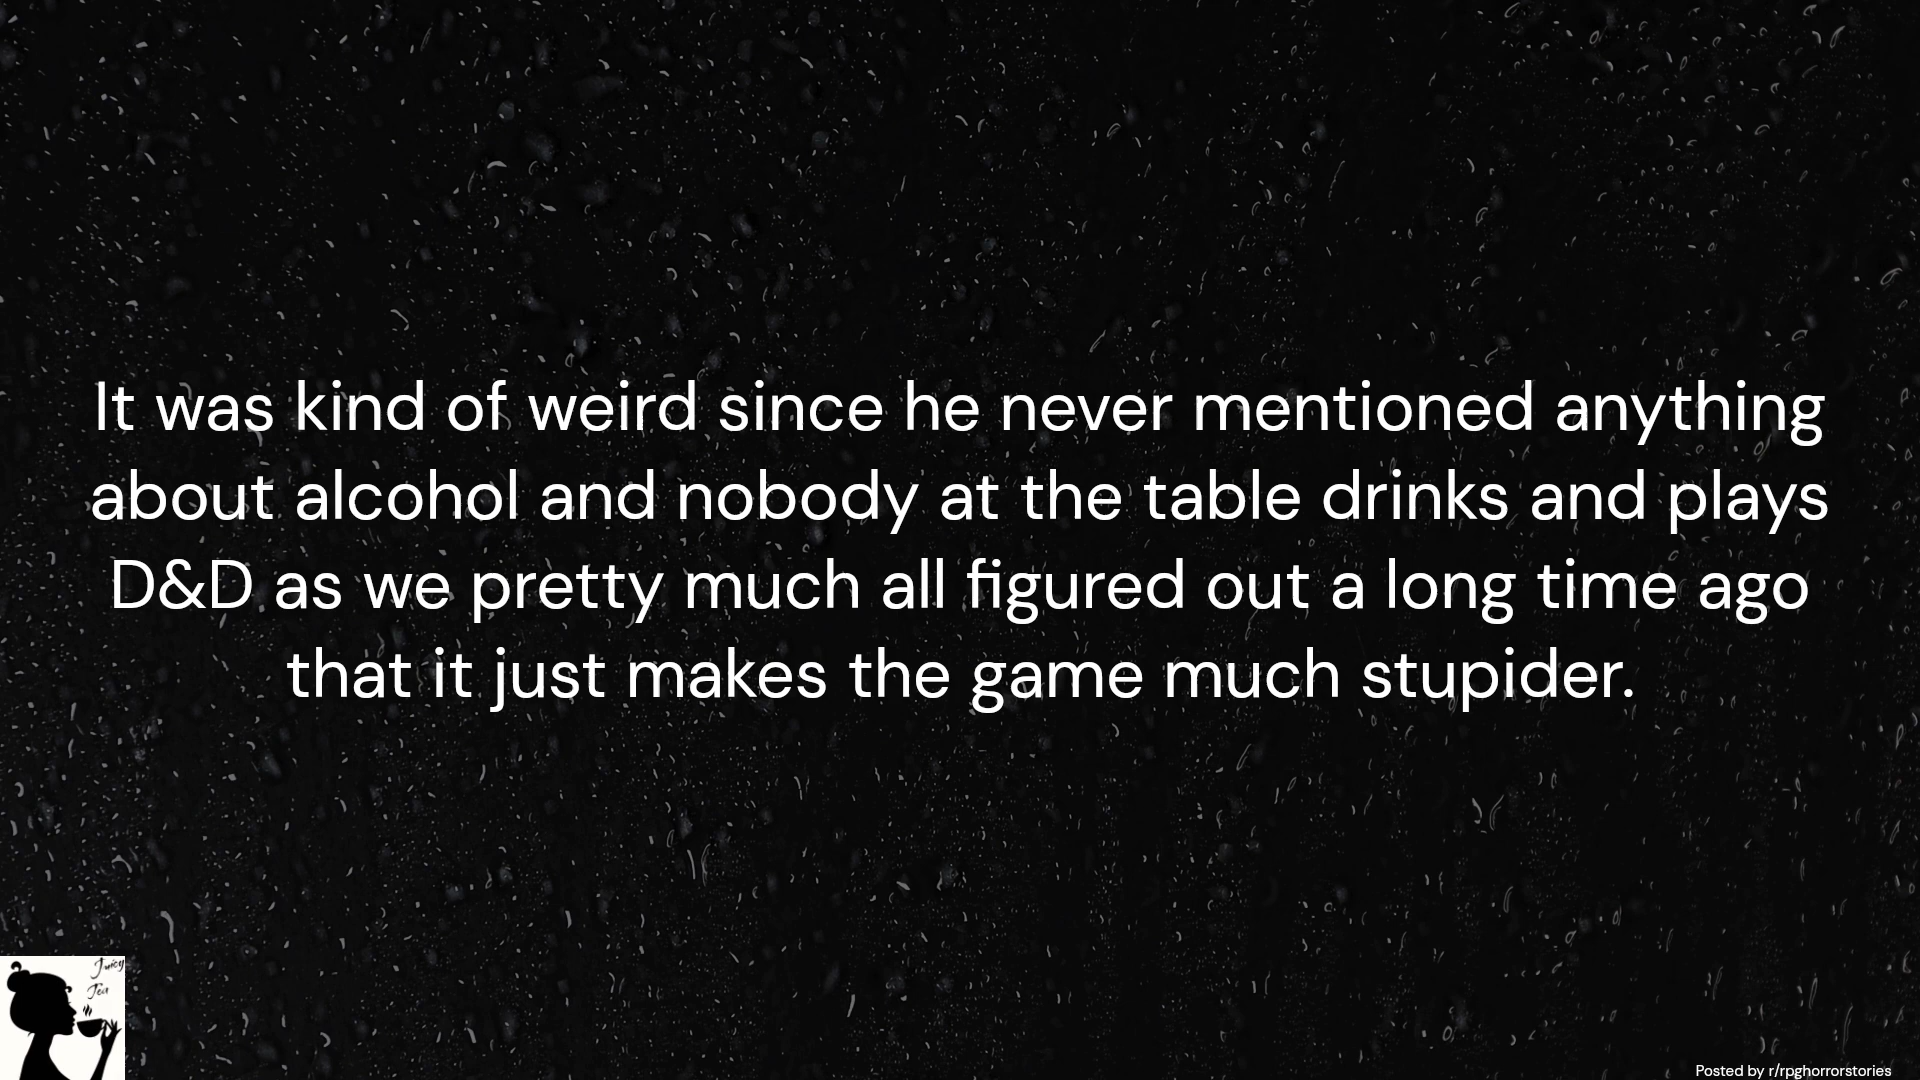 It was kind of weird since he never mentioned anything
about alcohol and nobody at the table drinks and plays
D&D as we pretty much all figured out a long time ago
that it just makes the game much stupider.
Juicy
Tea
Posted by r/rpghorrorstories